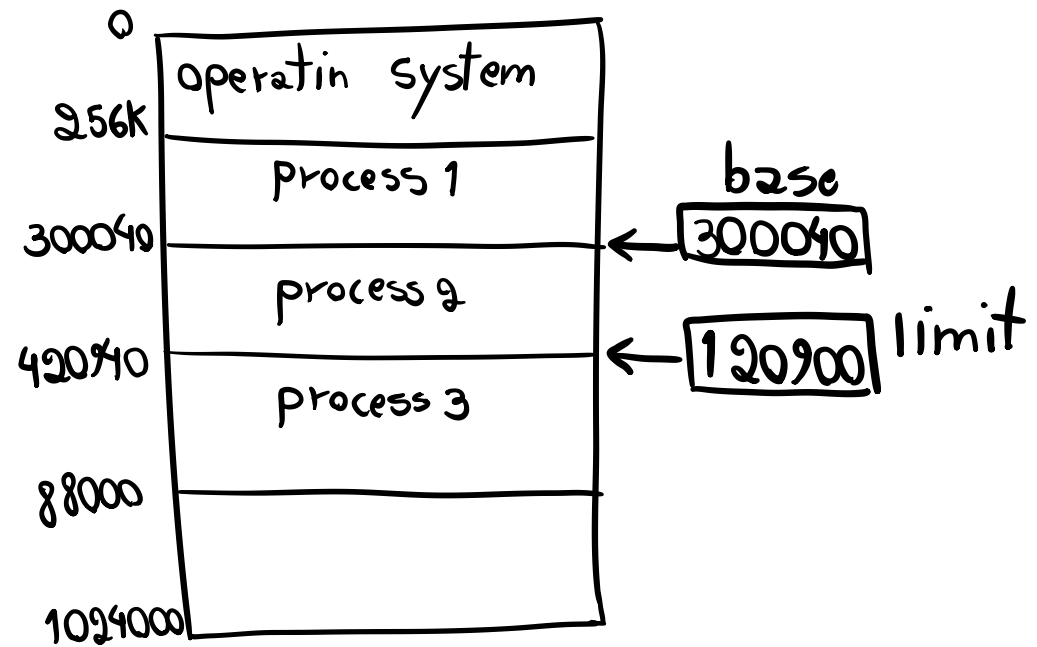 0
operatin system
256K
process 1
base
300040
300040
process 2
limit
420940
120900
process 3
88000
1024000